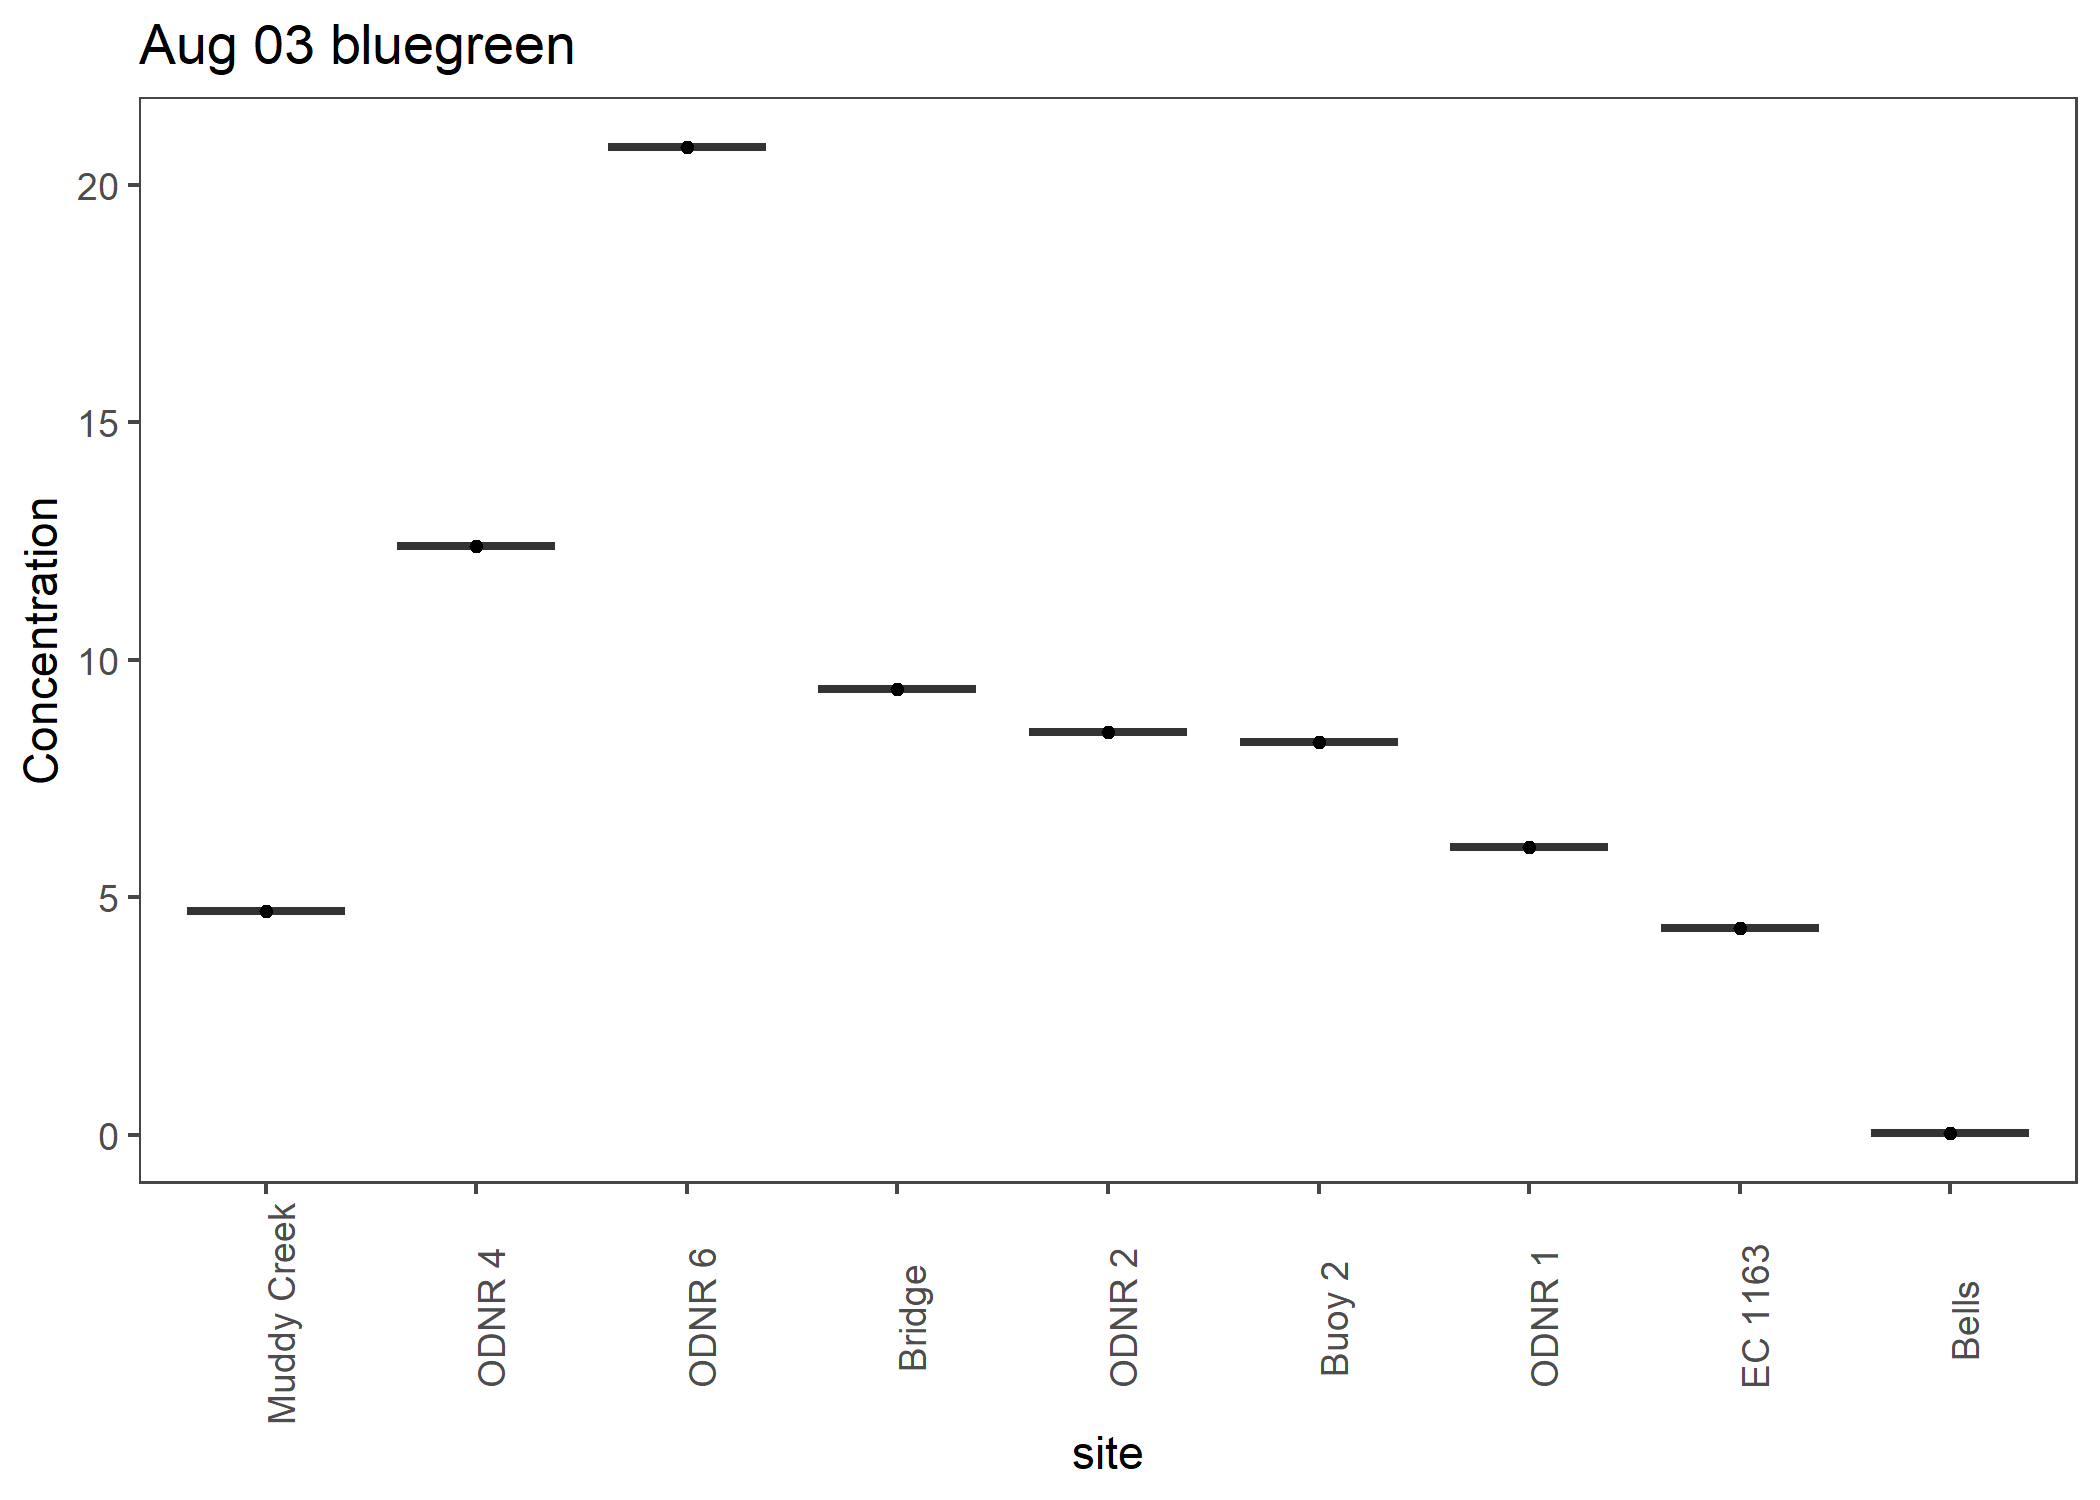 Aug 03 bluegreen
Concentration
20
15
10
5
0
Muddy Creek
ODNR 4
ODNR 6
Bridge
ODNR 2
Buoy 2
ODNR 1
EC 1163
Bells
site